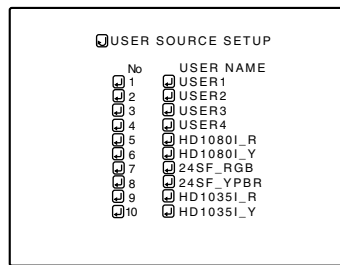 USER SOURCE SETUP
No USER NAME
1 USER1
2 USER2
3 USER3
4 USER4
5 HD1080I_R
6 HD1080I_Y
7 24SF_RGB
8 24SF_YPBR
9 HD1035I_R
10 HD1035I_Y